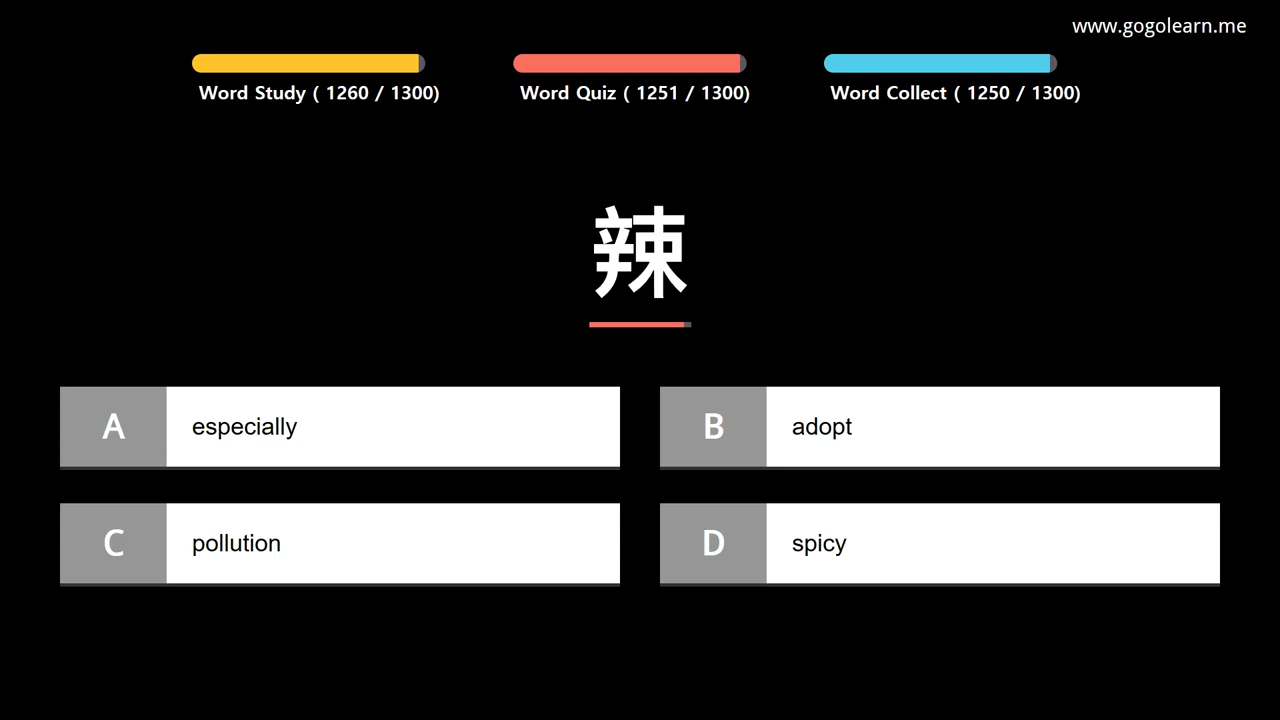 www.gogolearn.me
Word Study ( 1260 / 1300)
Word Quiz ( 1251 / 1300)
Word Collect ( 1250 / 1300)
辣
A especially
B adopt
C pollution
D spicy